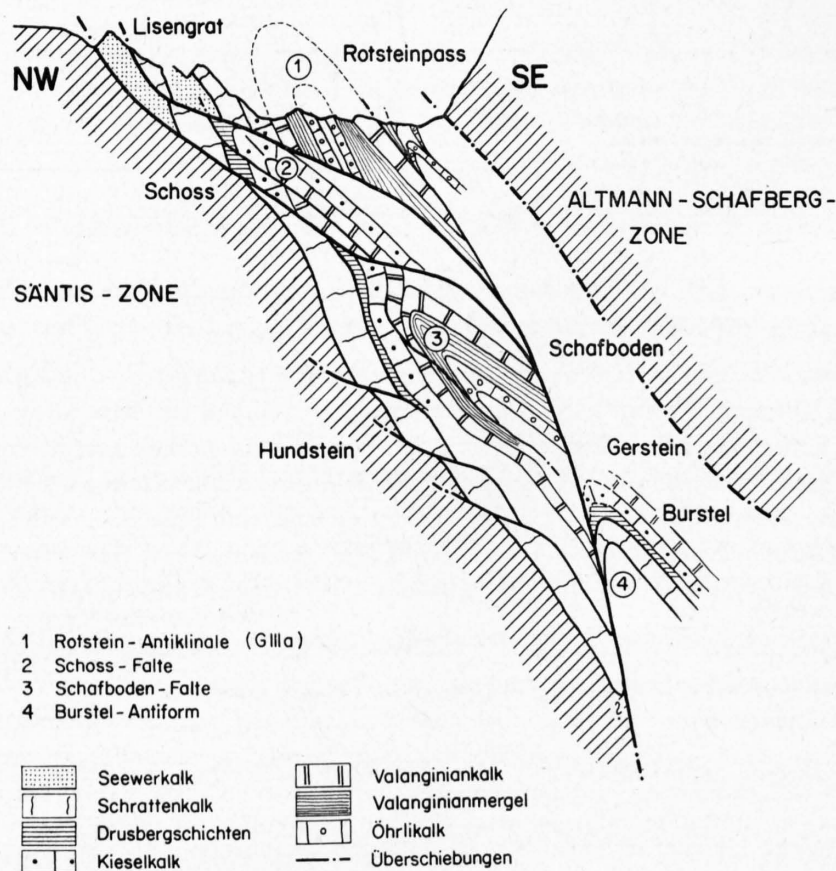 Lisengrat
1
Rotsteinpass
NW
SE
2
Schoss
ALTMANN - SCHAFBERG -
ZONE
SÄNTIS - ZONE
3
Schafboden
Hundstein
Gerstein
Burstel
4
?
1 Rotstein - Antiklinale (GIIIa)
2 Schoss - Falte
3 Schafboden - Falte
4 Burstel - Antiform
Seewerkalk
Schrattenkalk
Drusbergschichten
Kieselkalk
Valanginiankalk
Valanginianmergel
Öhrlikalk
Überschiebungen